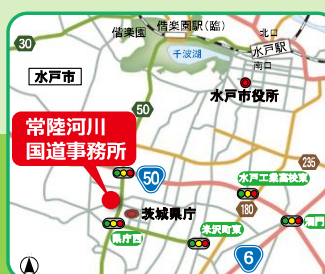 偕楽園
偕楽園駅(臨)
北口
水戸駅
南口
千波湖
30
水戸市
水戸市役所
50
常陸河川
国道事務所
235
50
水戸工業高校東
180
茨城県庁
県庁西
米沢町東
6